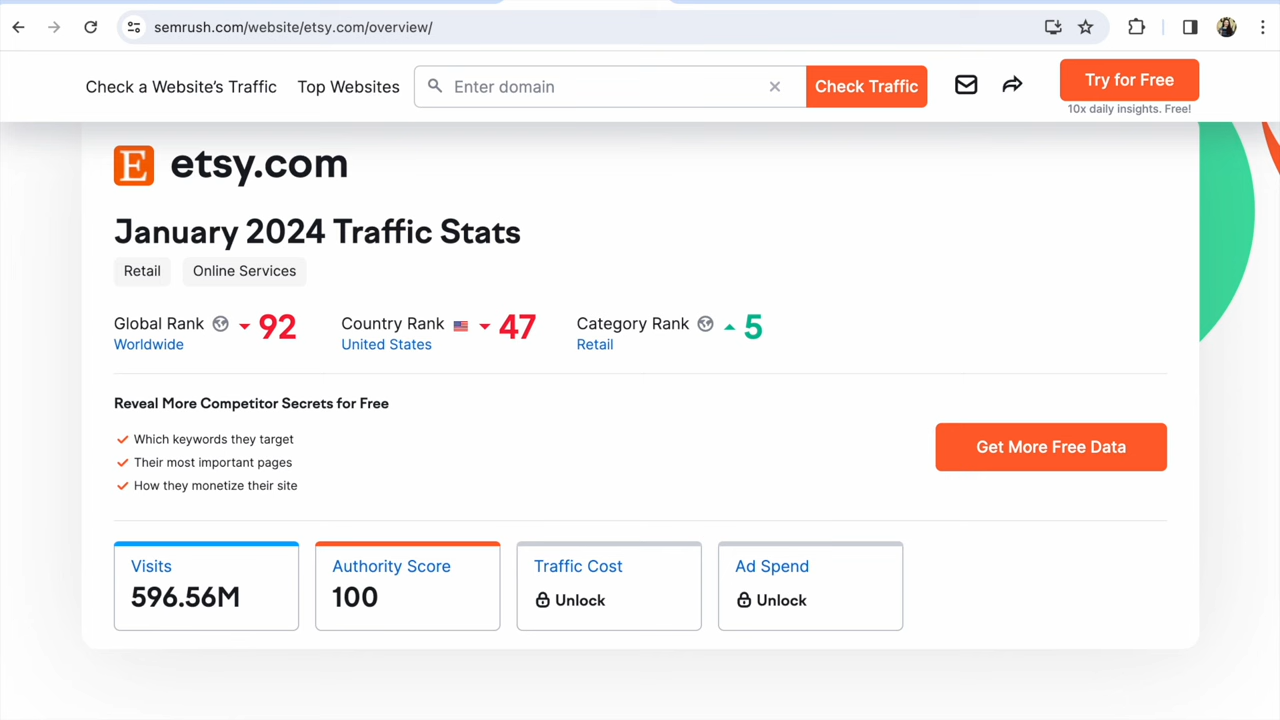 semrush.com/website/etsy.com/overview/
Check a Website's Traffic
Top Websites
Enter domain
Check Traffic
Try for Free
10x daily insights. Free!
E etsy.com
January 2024 Traffic Stats
Retail
Online Services
Global Rank 92
Worldwide
Country Rank 47
United States
Category Rank 5
Retail
Reveal More Competitor Secrets for Free
Which keywords they target
Their most important pages
How they monetize their site
Get More Free Data
Visits
596.56M
Authority Score
100
Traffic Cost
Unlock
Ad Spend
Unlock